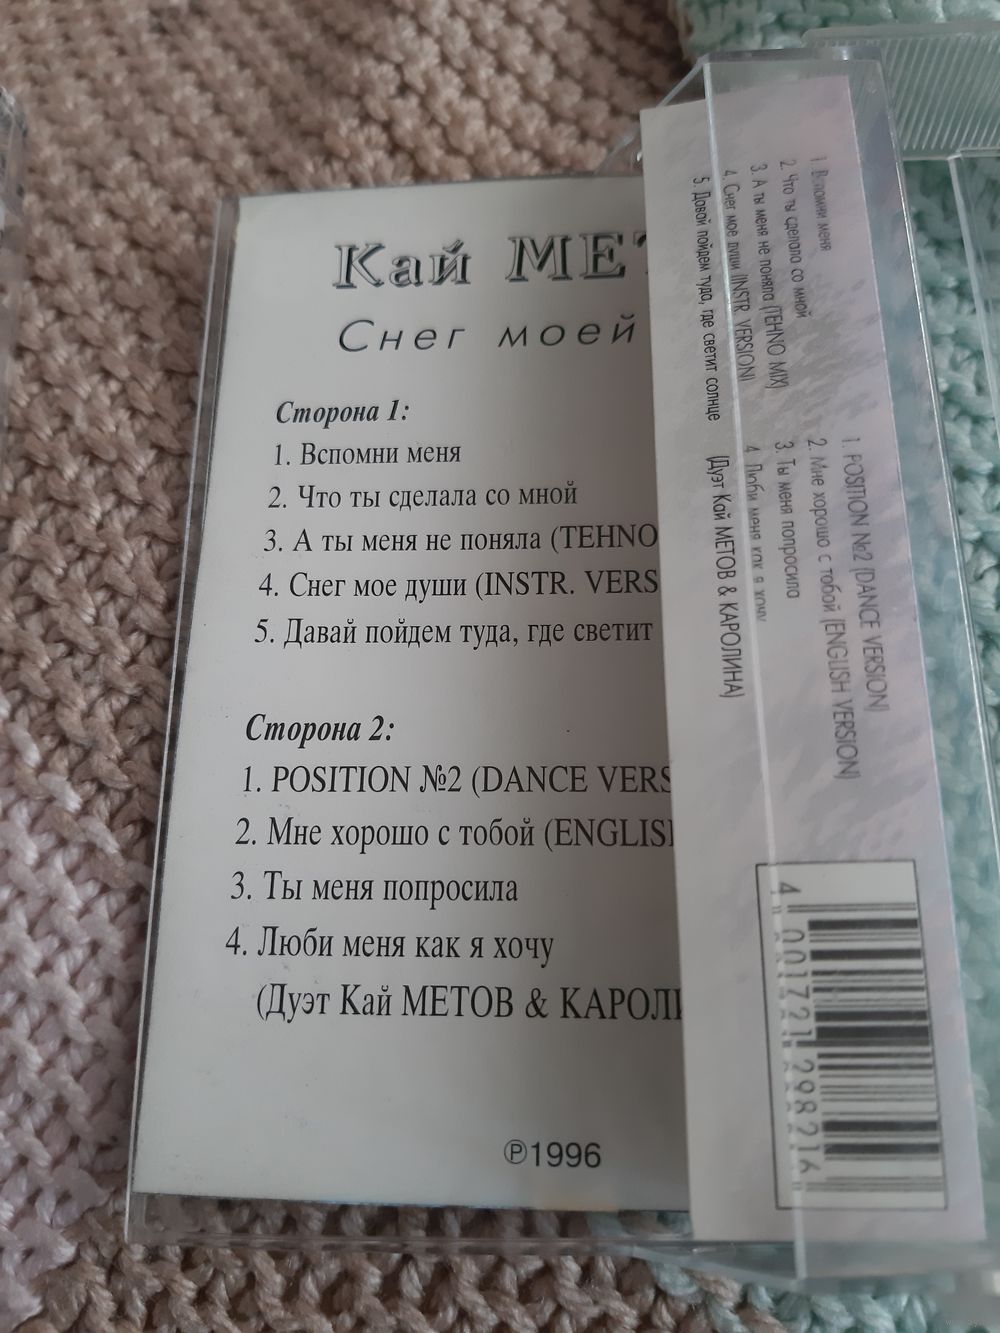 Кай МЕТ
Снег моей
Сторона 1:
1. Вспомни меня
2. Что ты сделала со мной
3. А ты меня не поняла (TEHNO
4. Снег мое души (INSTR. VERS
5. Давай пойдем туда, где светит
Сторона 2:
1. POSITION №2 (DANCE VERS
2. Мне хорошо с тобой (ENGLISH
3. Ты меня попросила
4. Люби меня как я хочу
(Дуэт Кай МЕТОВ & КАРОЛИ
℗1996
1. Вспомни меня
2. Что ты сделала со мной
3. А ты меня не поняла (TEHNO MIX)
4. Снег мое души (INSTR. VERSION)
5. Давай пойдем туда, где светит солнце
1. POSITION №2 (DANCE VERSION)
2. Мне хорошо с тобой (ENGLISH VERSION)
3. Ты меня попросила
4. Люби меня как я хочу
(Дуэт Кай МЕТОВ & КАРОЛИНА)
4 001721 298216